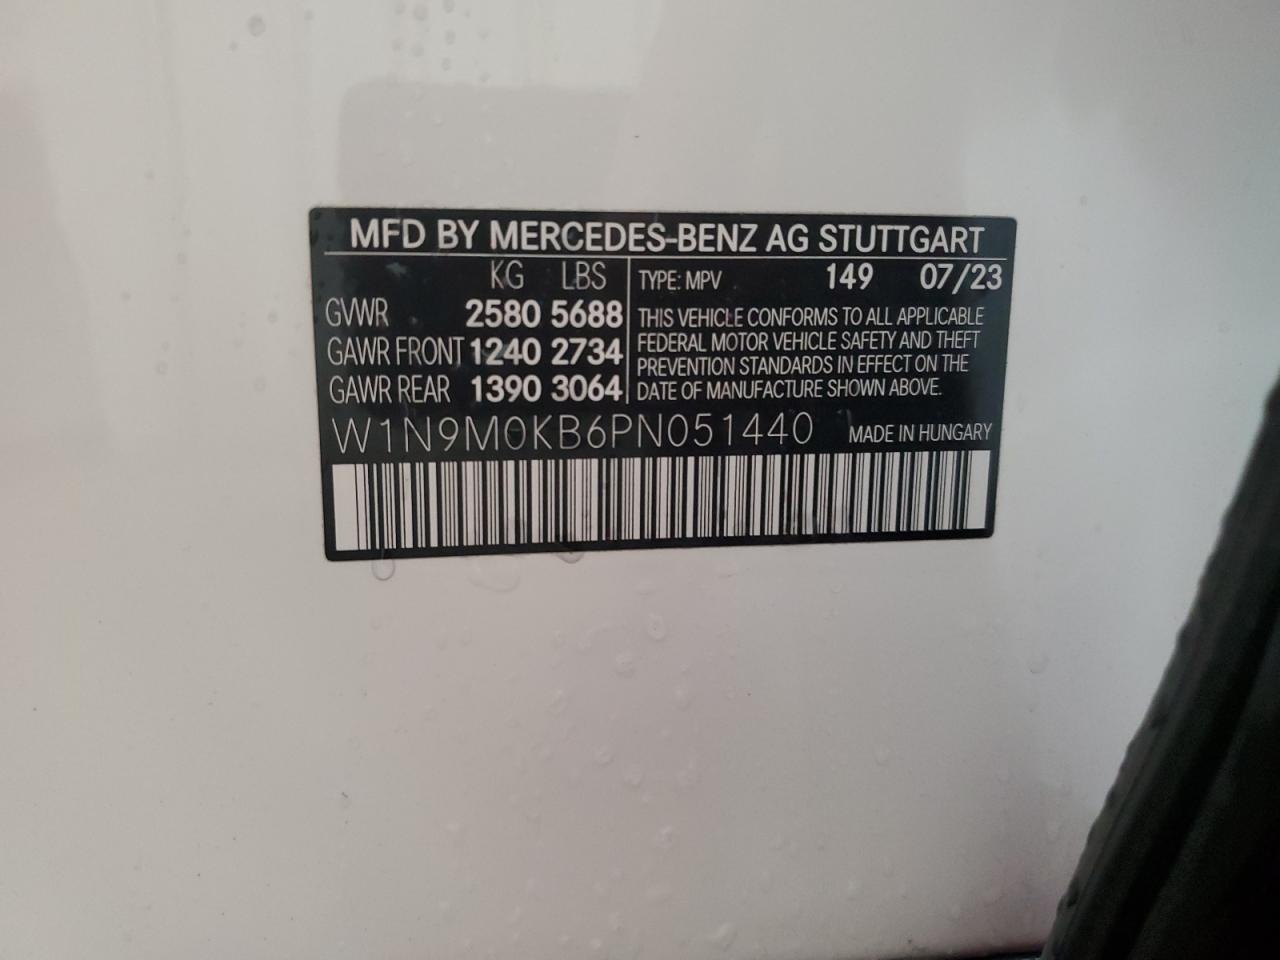 MFD BY MERCEDES-BENZ AG STUTTGART
KG LBS
GVWR 2580 5688
GAWR FRONT 1240 2734
GAWR REAR 1390 3064
TYPE: MPV 149 07/23
THIS VEHICLE CONFORMS TO ALL APPLICABLE
FEDERAL MOTOR VEHICLE SAFETY AND THEFT
PREVENTION STANDARDS IN EFFECT ON THE
DATE OF MANUFACTURE SHOWN ABOVE.
W1N9M0KB6PN051440 MADE IN HUNGARY